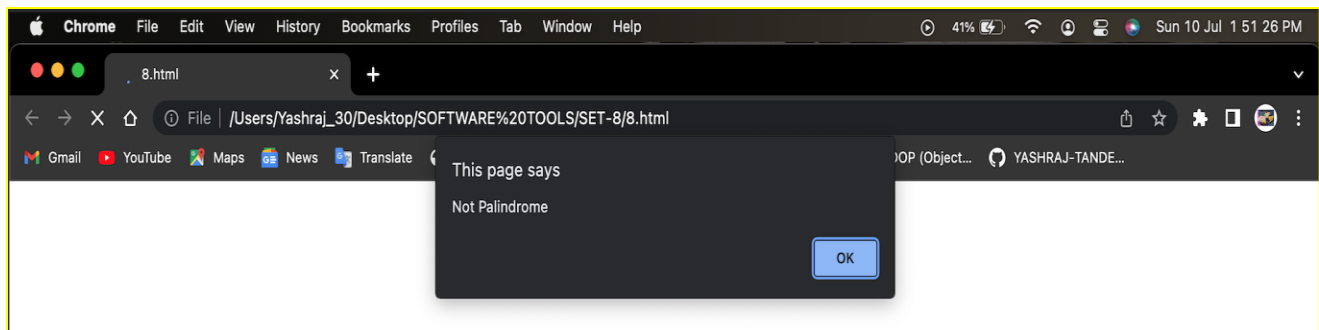 Chrome File Edit View History Bookmarks Profiles Tab Window Help 41% Sun 10 Jul 1 51 26 PM
8.html
File /Users/Yashraj_30/Desktop/SOFTWARE%20TOOLS/SET-8/8.html
Gmail YouTube Maps News Translate OOP (Object... YASHRAJ-TANDE...
This page says
Not Palindrome
OK